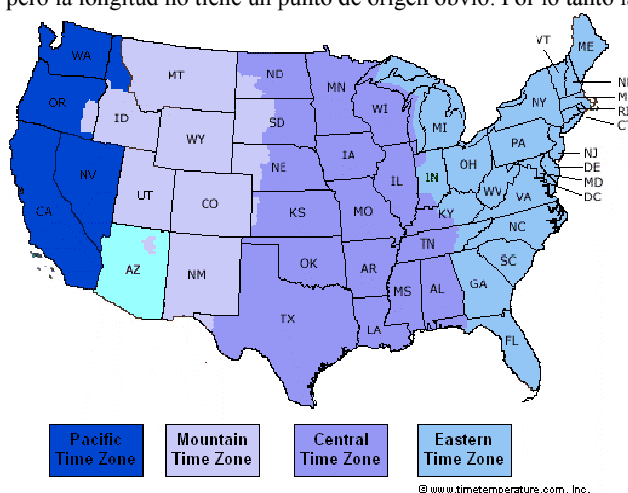 pero la longitud no tiene un punto de origen obvio. Por lo tanto la
WA
MT
ND
MN
VT
ME
OR
ID
SD
WI
MI
NY
WY
PA
NV
UT
NE
IA
IL
IN
OH
NJ
DE
MD
DC
CA
CO
KS
MO
KY
WV
VA
AZ
NM
OK
AR
TN
NC
SC
TX
LA
MS
AL
GA
FL
Pacific
Time Zone
Mountain
Time Zone
Central
Time Zone
Eastern
Time Zone
© www.timetemperature.com, Inc.